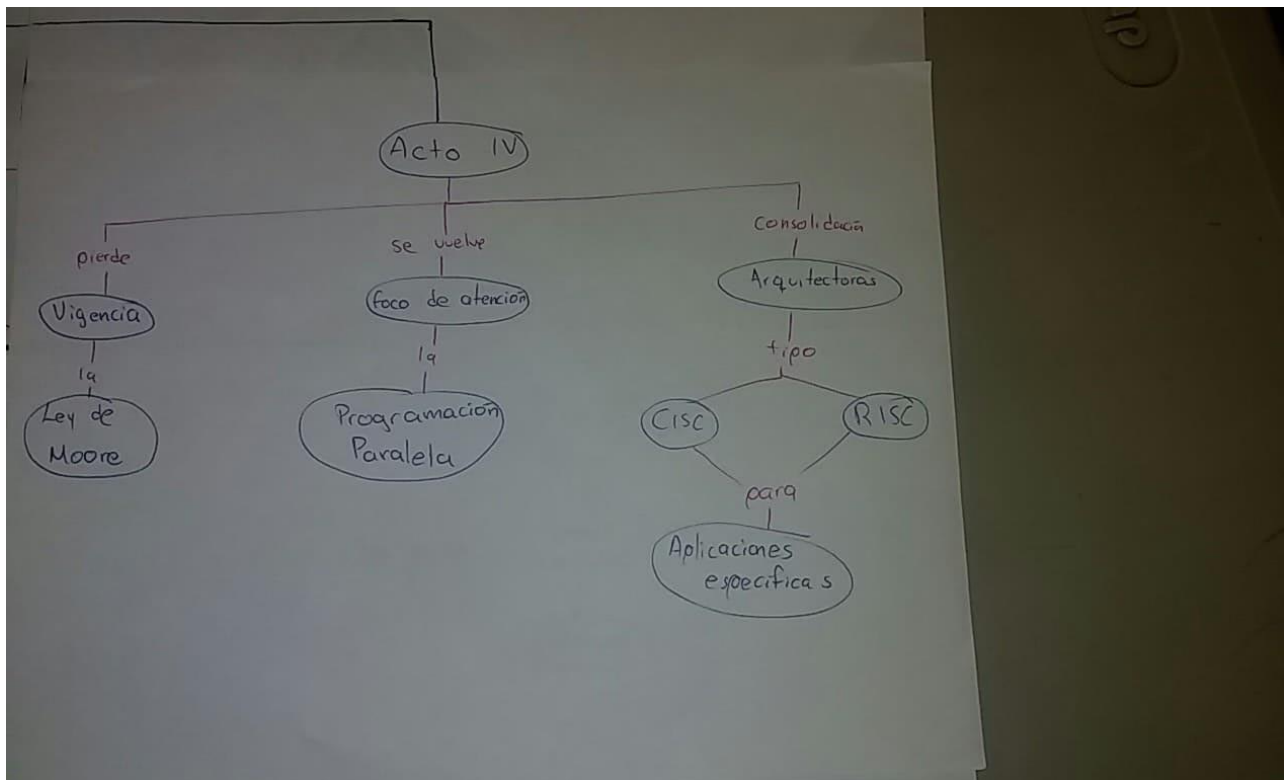 Acto IV
pierde
Vigencia
la
Ley de
Moore
se vuelve
foco de atención
la
Programación
Paralela
Consolidación
Arquitectoras
tipo
CISC
RISC
para
Aplicaciones
especificas
hp